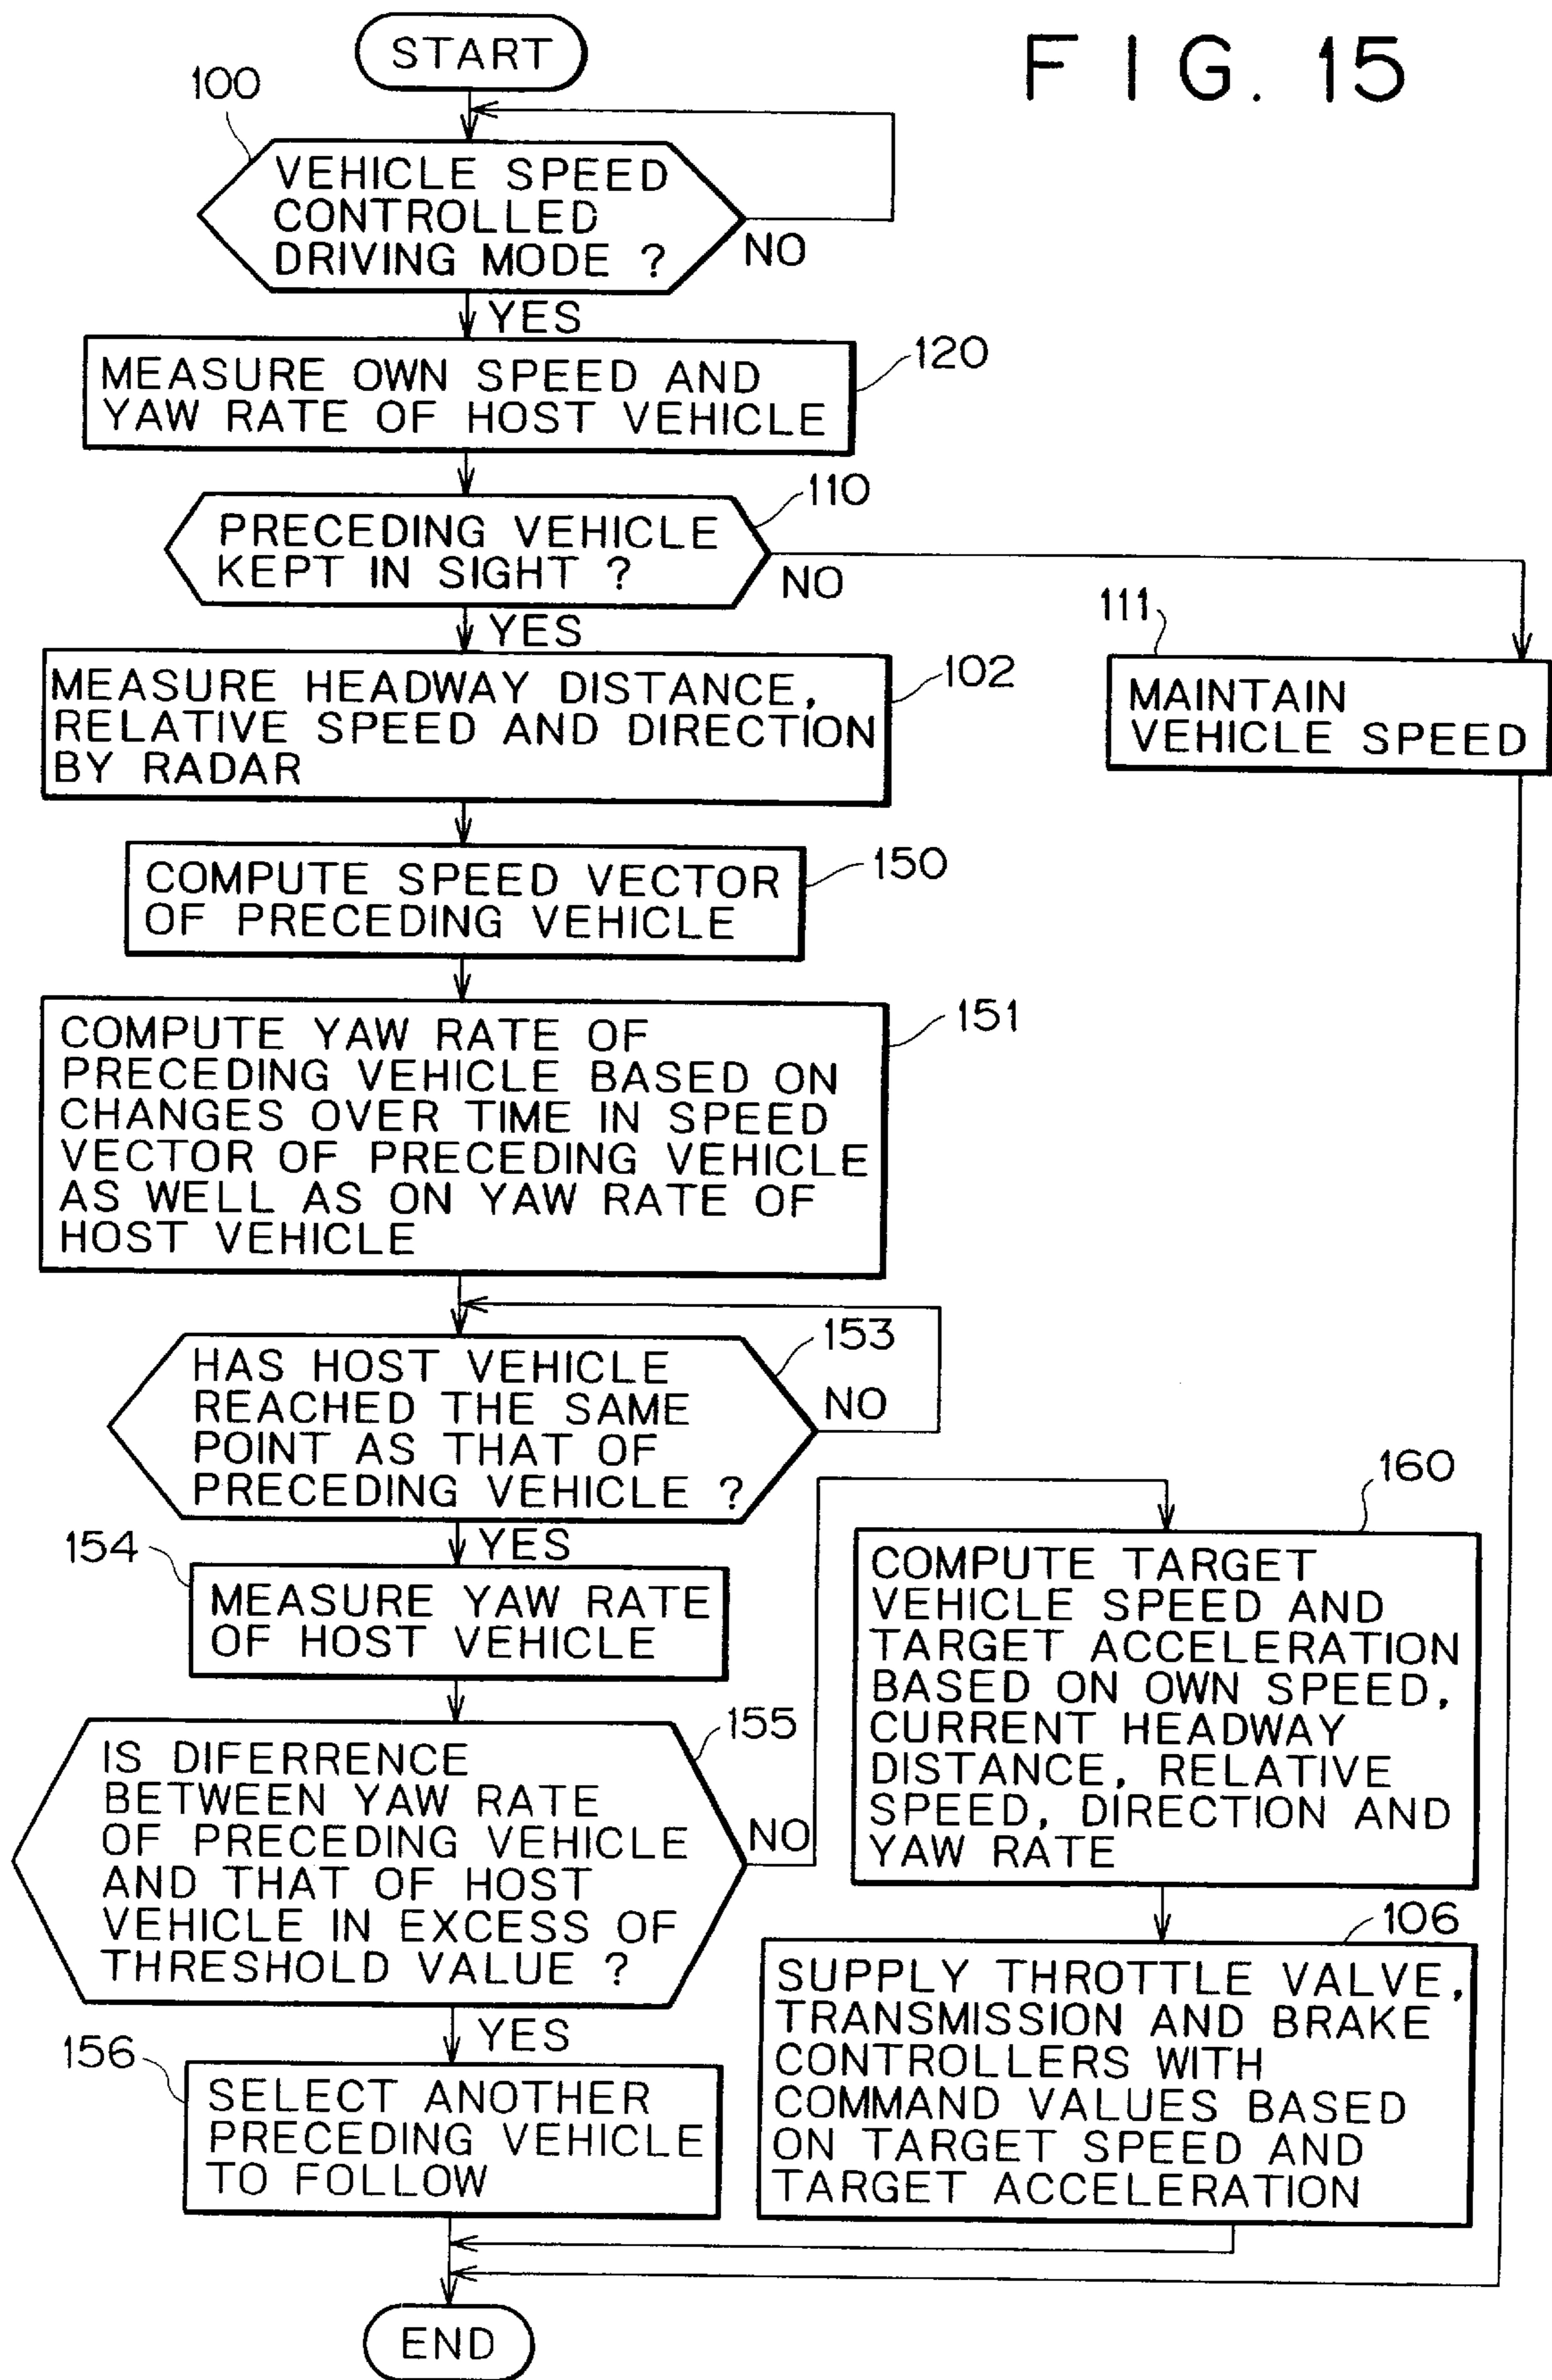 FIG. 15
START
100
VEHICLE SPEED
CONTROLLED
DRIVING MODE ?
NO
YES
120
MEASURE OWN SPEED AND
YAW RATE OF HOST VEHICLE
110
PRECEDING VEHICLE
KEPT IN SIGHT ?
NO
YES
111
MAINTAIN
VEHICLE SPEED
102
MEASURE HEADWAY DISTANCE,
RELATIVE SPEED AND DIRECTION
BY RADAR
150
COMPUTE SPEED VECTOR
OF PRECEDING VEHICLE
151
COMPUTE YAW RATE OF
PRECEDING VEHICLE BASED ON
CHANGES OVER TIME IN SPEED
VECTOR OF PRECEDING VEHICLE
AS WELL AS ON YAW RATE OF
HOST VEHICLE
153
HAS HOST VEHICLE
REACHED THE SAME
POINT AS THAT OF
PRECEDING VEHICLE ?
NO
YES
154
MEASURE YAW RATE
OF HOST VEHICLE
155
IS DIFERRENCE
BETWEEN YAW RATE
OF PRECEDING VEHICLE
AND THAT OF HOST
VEHICLE IN EXCESS OF
THRESHOLD VALUE ?
NO
YES
156
SELECT ANOTHER
PRECEDING VEHICLE
TO FOLLOW
160
COMPUTE TARGET
VEHICLE SPEED AND
TARGET ACCELERATION
BASED ON OWN SPEED,
CURRENT HEADWAY
DISTANCE, RELATIVE
SPEED, DIRECTION AND
YAW RATE
106
SUPPLY THROTTLE VALVE,
TRANSMISSION AND BRAKE
CONTROLLERS WITH
COMMAND VALUES BASED
ON TARGET SPEED AND
TARGET ACCELERATION
END